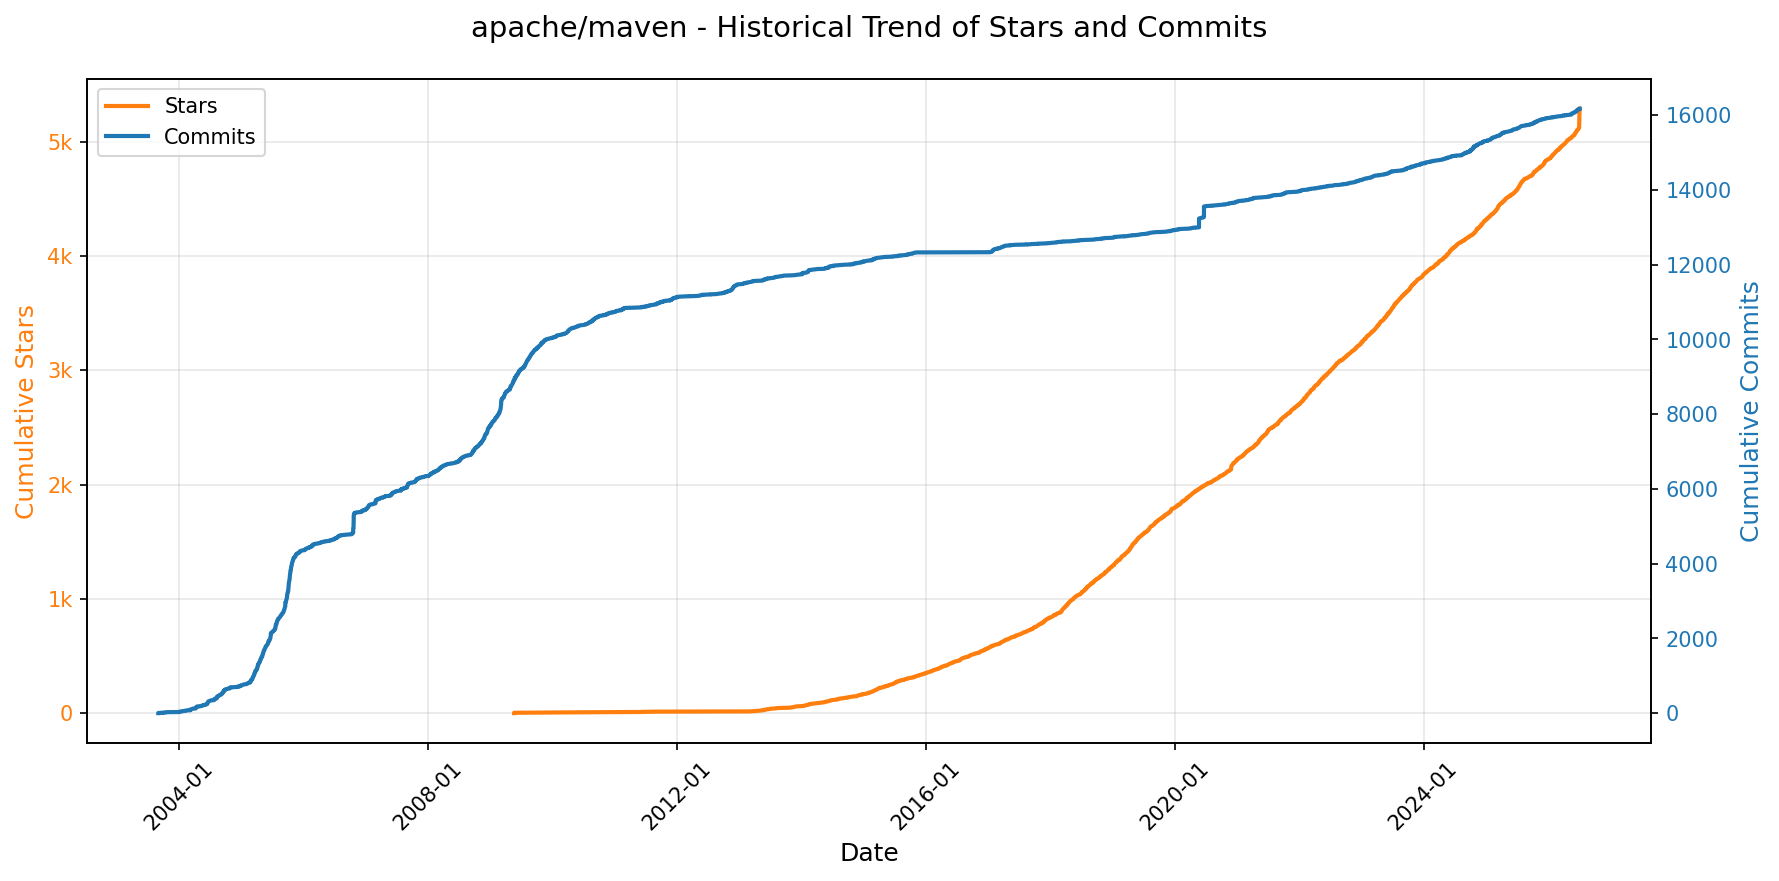 apache/maven - Historical Trend of Stars and Commits
Stars
Commits
5k
4k
3k
2k
1k
0
Cumulative Stars
16000
14000
12000
10000
8000
6000
4000
2000
0
Cumulative Commits
2004-01
2008-01
2012-01
2016-01
2020-01
2024-01
Date